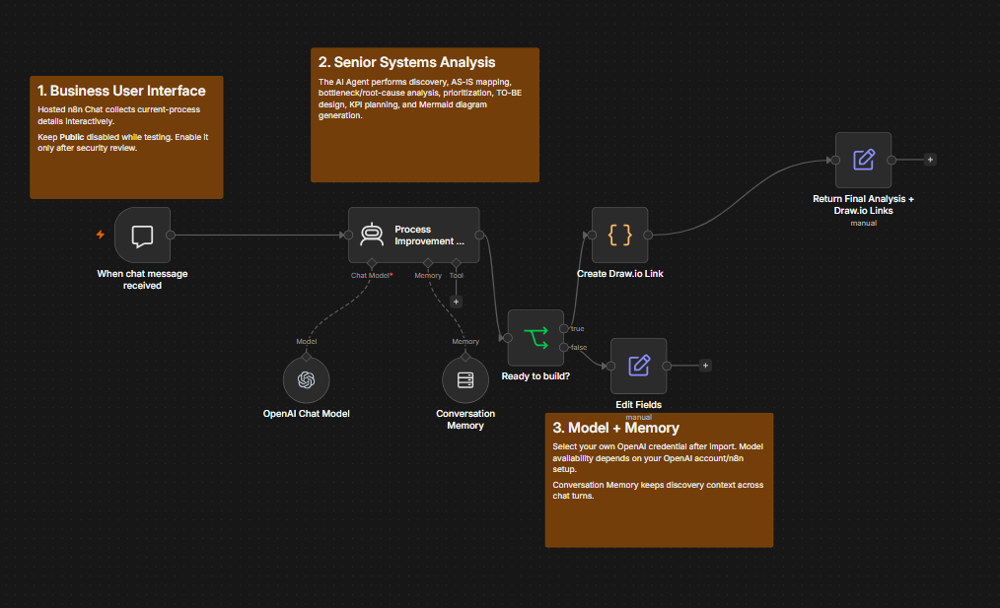 1. Business User Interface
Hosted n8n Chat collects current-process
details interactively.
Keep Public disabled while testing. Enable it
only after security review.
2. Senior Systems Analysis
The AI Agent performs discovery, AS-IS mapping,
bottleneck/root-cause analysis, prioritization, TO-BE
design, KPI planning, and Mermaid diagram
generation.
When chat message
received
Process
Improvement ...
Chat Model*
Memory
Tool
+
Model
OpenAI Chat Model
Memory
Conversation
Memory
Ready to build?
true
false
{ }
Create Draw.io Link
+
Return Final Analysis +
Draw.io Links
manual
+
Edit Fields
manual
3. Model + Memory
Select your own OpenAI credential after import. Model
availability depends on your OpenAI account/n8n
setup.
Conversation Memory keeps discovery context across
chat turns.